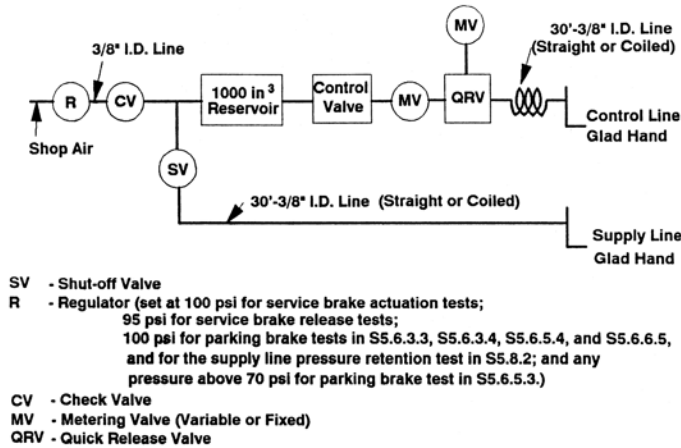 30'-3/8" I.D. Line
(Straight or Coiled)
MV
3/8" I.D. Line
R
CV
1000 in³
Reservoir
Control
Valve
MV
QRV
Control Line
Glad Hand
Shop Air
SV
30'-3/8" I.D. Line (Straight or Coiled)
Supply Line
Glad Hand
SV - Shut-off Valve
R - Regulator (set at 100 psi for service brake actuation tests;
95 psi for service brake release tests;
100 psi for parking brake tests in S5.6.3.3, S5.6.3.4, S5.6.5.4, and S5.6.6.5,
and for the supply line pressure retention test in S5.8.2; and any
pressure above 70 psi for parking brake test in S5.6.5.3.)
CV - Check Valve
MV - Metering Valve (Variable or Fixed)
QRV - Quick Release Valve